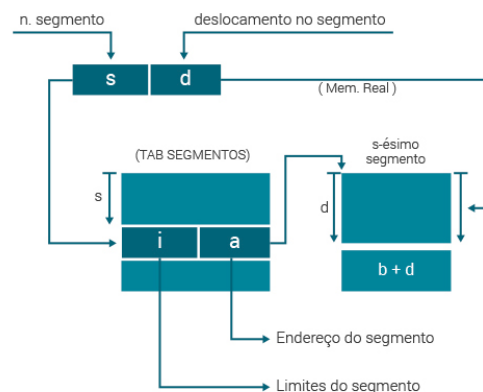 n. segmento
deslocamento no segmento
s
d
( Mem. Real )
(TAB SEGMENTOS)
s-ésimo
segmento
s
d
i
a
b + d
Endereço do segmento
Limites do segmento